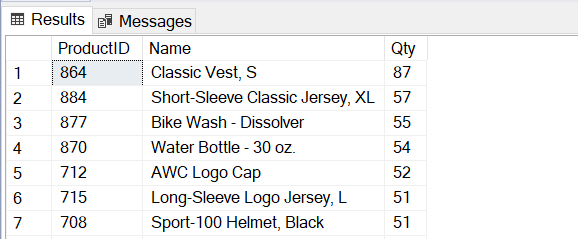 Results Messages
ProductID Name Qty
1 864 Classic Vest, S 87
2 884 Short-Sleeve Classic Jersey, XL 57
3 877 Bike Wash - Dissolver 55
4 870 Water Bottle - 30 oz. 54
5 712 AWC Logo Cap 52
6 715 Long-Sleeve Logo Jersey, L 51
7 708 Sport-100 Helmet, Black 51